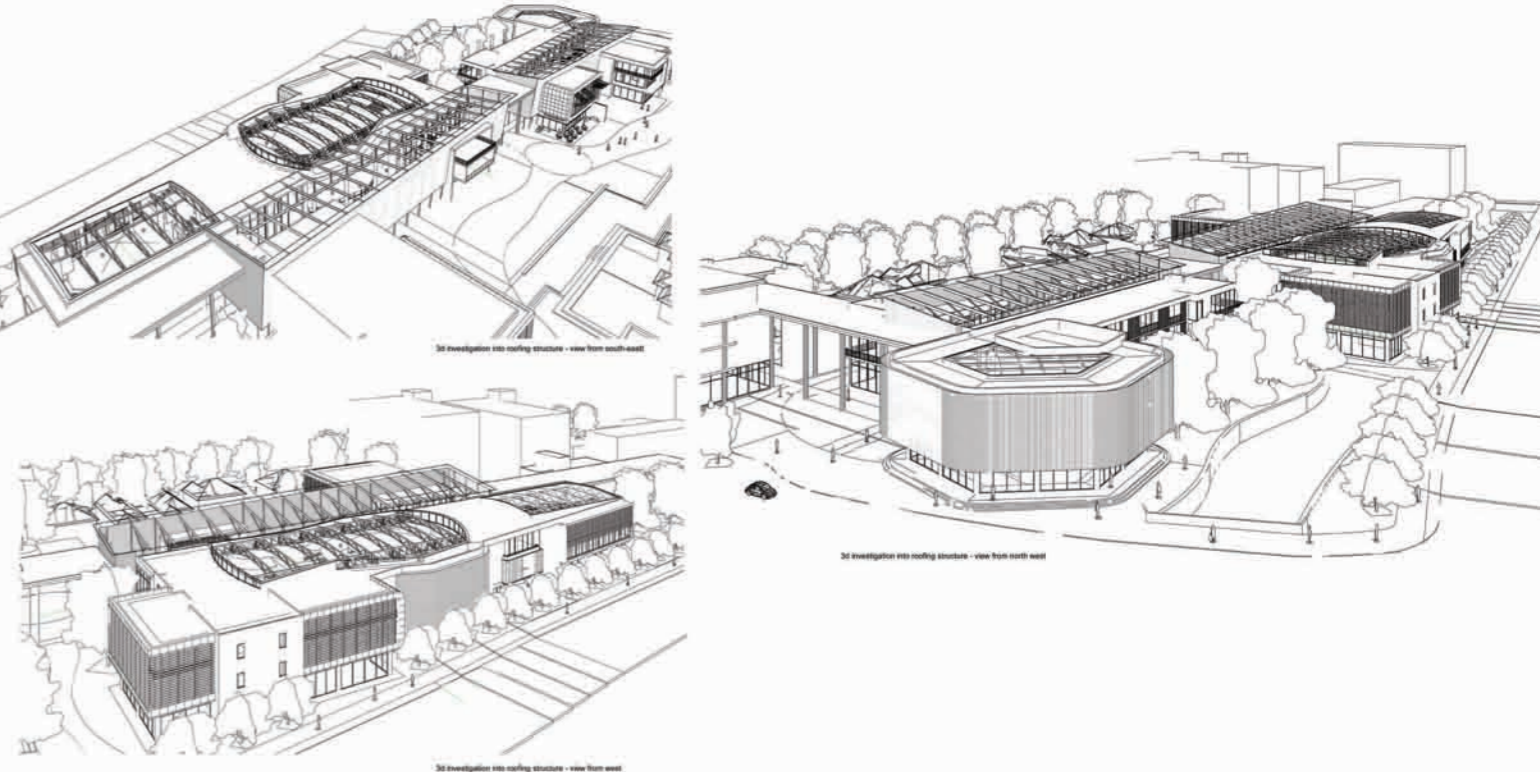 3d investigation into roofing structure - view from south-east
3d investigation into roofing structure - view from north west
3d investigation into roofing structure - view from west